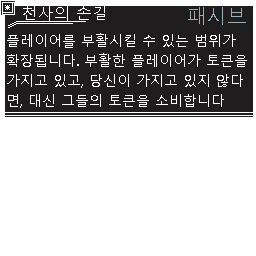 천사의 손길 패시브
플레이어를 부활시킬 수 있는 범위가
확장됩니다. 부활한 플레이어가 토큰을
가지고 있고, 당신이 가지고 있지 않다
면, 대신 그들의 토큰을 소비합니다